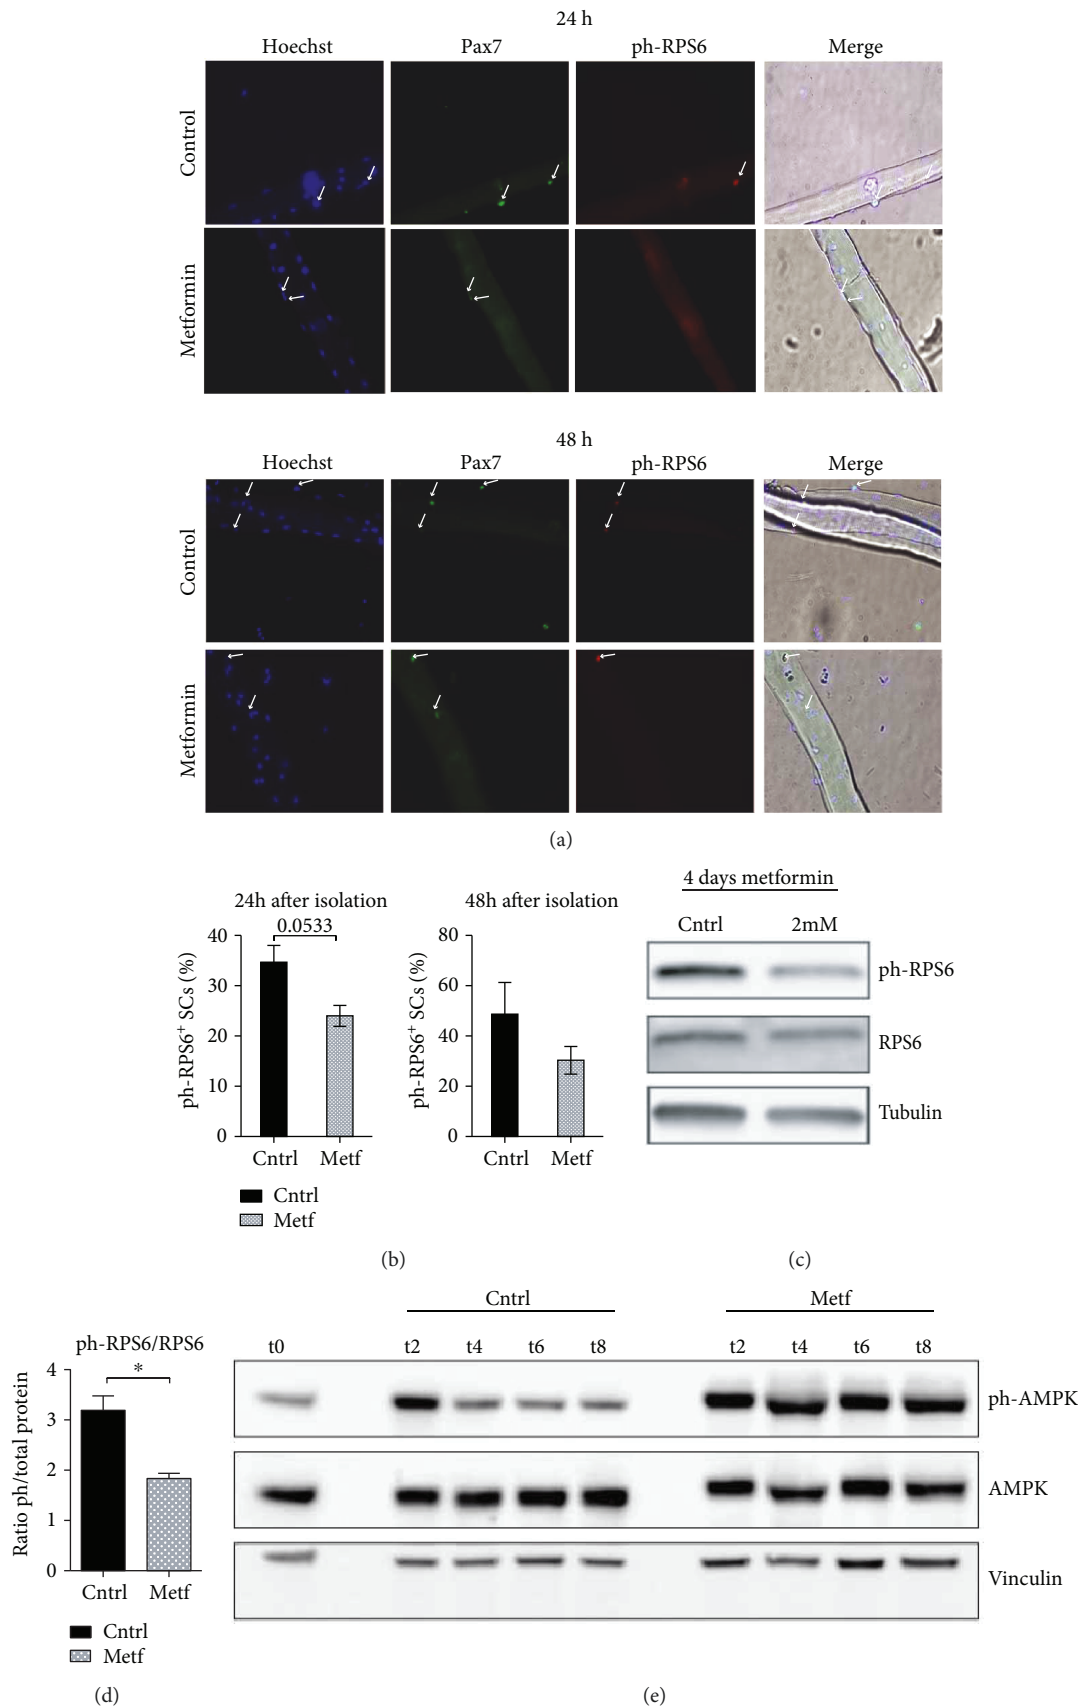 24 h
Hoechst Pax7 ph-RPS6 Merge
Control
Metformin
48 h
Hoechst Pax7 ph-RPS6 Merge
Control
Metformin
(a)
24h after isolation
0.0533
40
30
20
10
0
ph-RPS6+ SCs (%)
Cntrl Metf
Cntrl
Metf
48h after isolation
80
60
40
20
0
ph-RPS6+ SCs (%)
Cntrl Metf
(b)
4 days metformin
Cntrl 2mM
ph-RPS6
RPS6
Tubulin
(c)
ph-RPS6/RPS6
*
4
3
2
1
0
Ratio ph/total protein
Cntrl Metf
Cntrl
Metf
(d)
Cntrl Metf
t0 t2 t4 t6 t8 t2 t4 t6 t8
ph-AMPK
AMPK
Vinculin
(e)